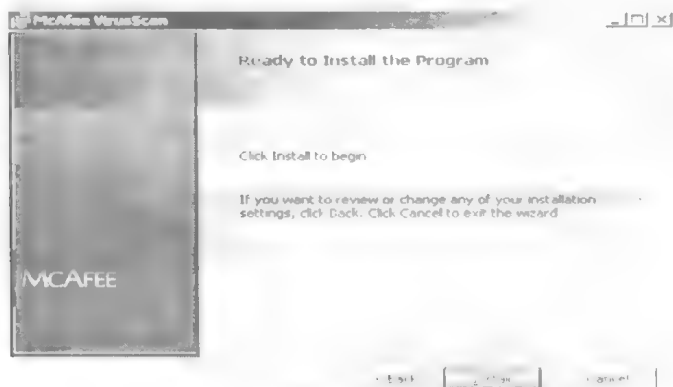 McAfee VirusScan
Ready to Install the Program
Click Install to begin
If you want to review or change any of your installation
settings, click Back. Click Cancel to exit the wizard
MCAFEE
< Back
Cancel